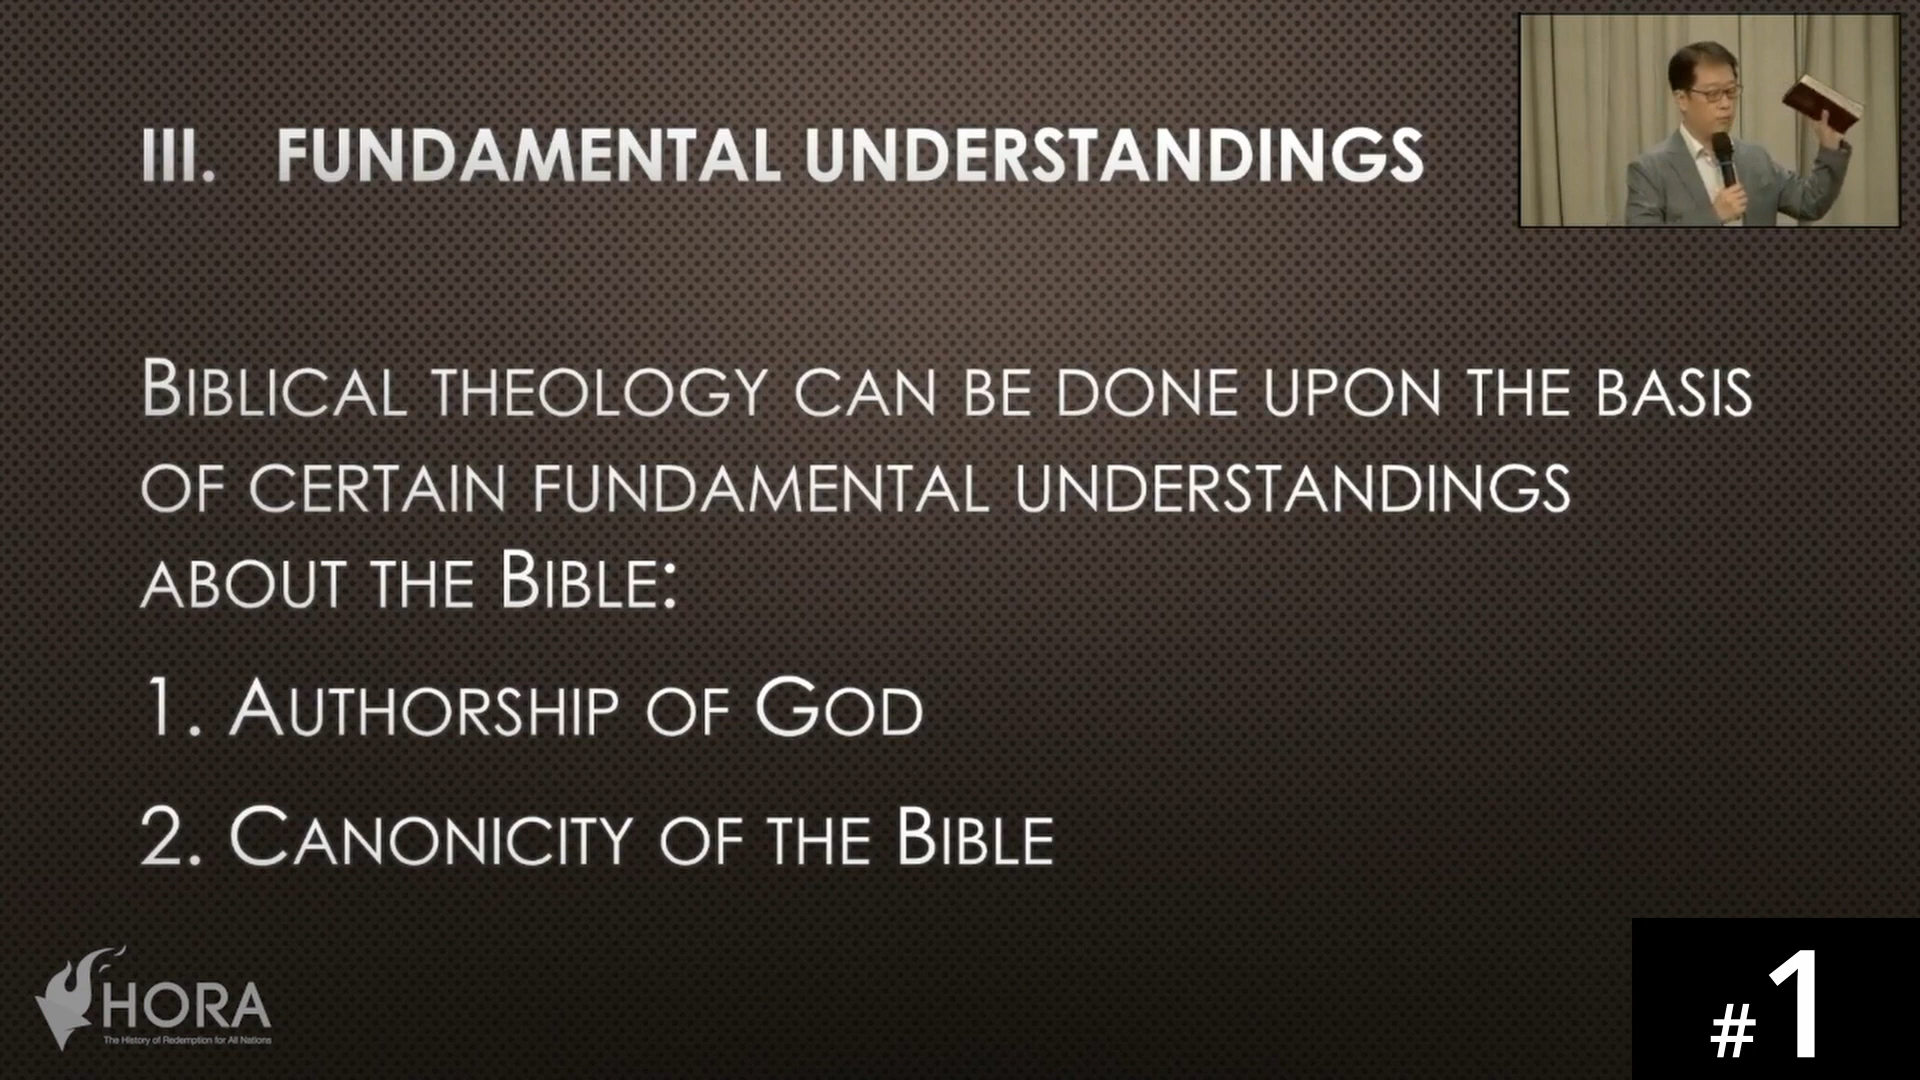 III. FUNDAMENTAL UNDERSTANDINGS
BIBLICAL THEOLOGY CAN BE DONE UPON THE BASIS
OF CERTAIN FUNDAMENTAL UNDERSTANDINGS
ABOUT THE BIBLE:
1. AUTHORSHIP OF GOD
2. CANONICITY OF THE BIBLE
HORA
The History of Redemption for All Nations
#1